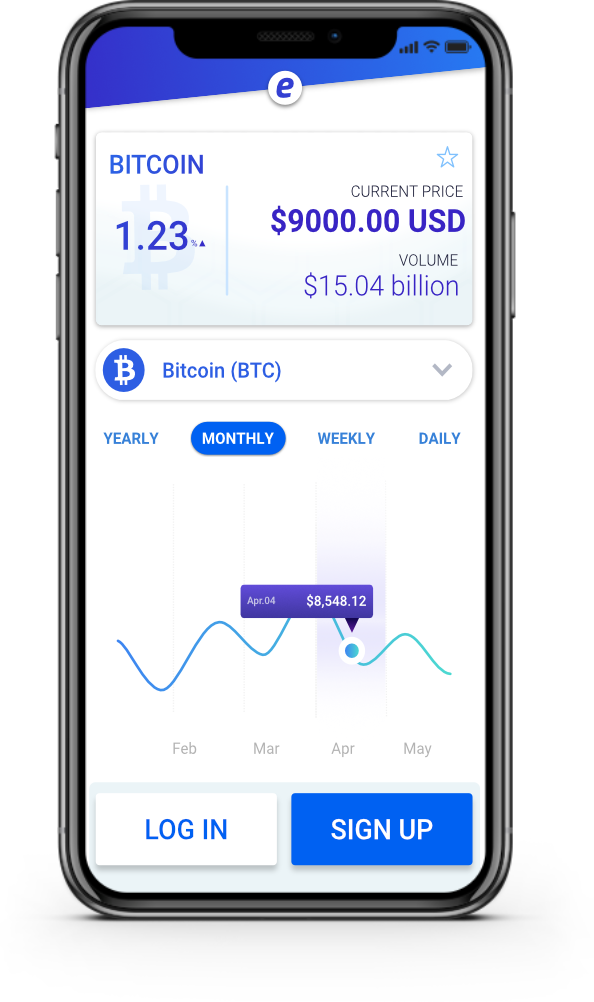 e
BITCOIN
CURRENT PRICE
1.23%▲
$9000.00 USD
VOLUME
$15.04 billion
Bitcoin (BTC)
YEARLY MONTHLY WEEKLY DAILY
Apr.04 $8,548.12
Feb Mar Apr May
LOG IN SIGN UP